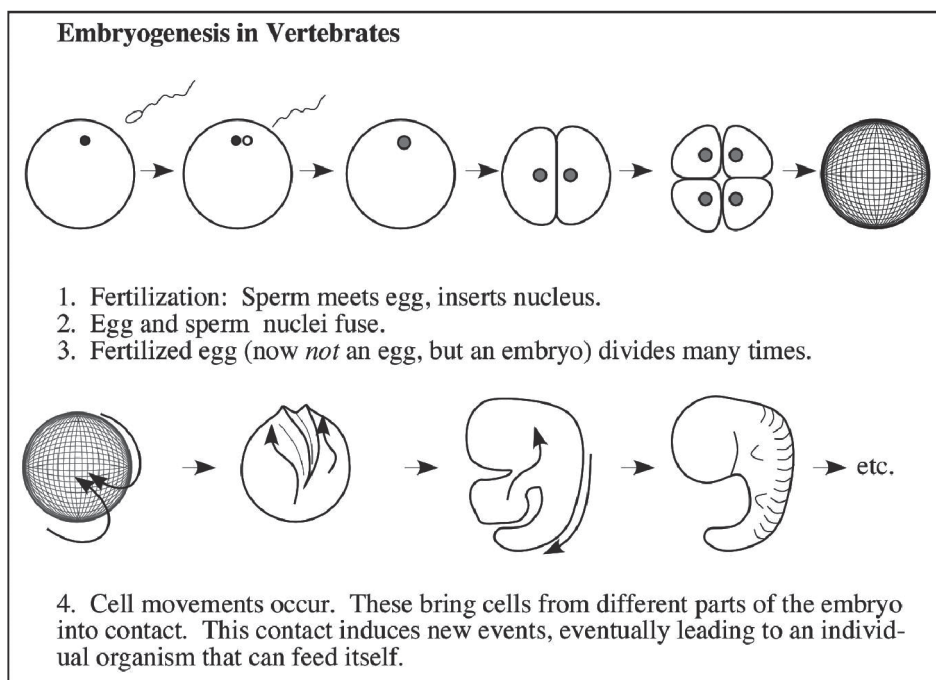 Embryogenesis in Vertebrates
1. Fertilization: Sperm meets egg, inserts nucleus.
2. Egg and sperm nuclei fuse.
3. Fertilized egg (now not an egg, but an embryo) divides many times.
etc.
4. Cell movements occur. These bring cells from different parts of the embryo
into contact. This contact induces new events, eventually leading to an individ-
ual organism that can feed itself.